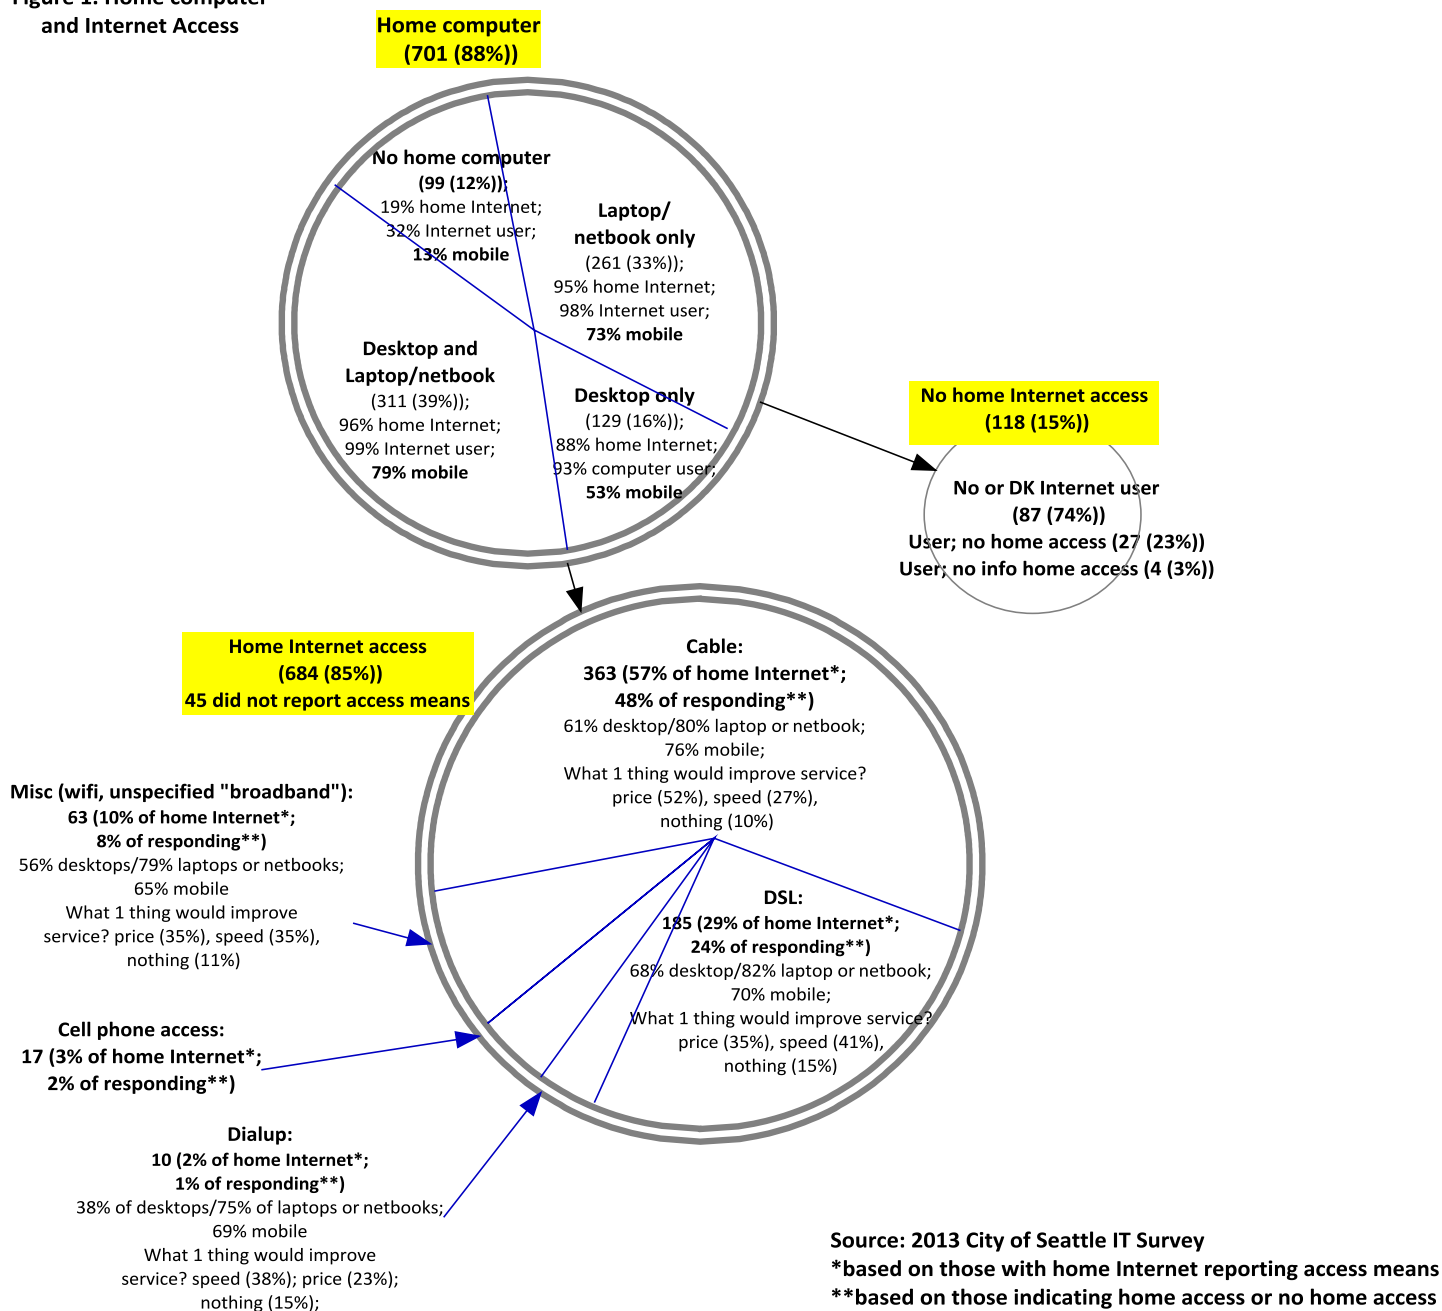 Figure 1: Home computer
and Internet Access
Home computer
(701 (88%))
No home computer
(99 (12%));
19% home Internet;
32% Internet user;
13% mobile
Laptop/
netbook only
(261 (33%));
95% home Internet;
98% Internet user;
73% mobile
Desktop and
Laptop/netbook
(311 (39%));
96% home Internet;
99% Internet user;
79% mobile
Desktop only
(129 (16%));
88% home Internet;
93% computer user;
53% mobile
No home Internet access
(118 (15%))
No or DK Internet user
(87 (74%))
User; no home access (27 (23%))
User; no info home access (4 (3%))
Home Internet access
(684 (85%))
45 did not report access means
Cable:
363 (57% of home Internet*;
48% of responding**)
61% desktop/80% laptop or netbook;
76% mobile;
What 1 thing would improve service?
price (52%), speed (27%),
nothing (10%)
Misc (wifi, unspecified "broadband"):
63 (10% of home Internet*;
8% of responding**)
56% desktops/79% laptops or netbooks;
65% mobile
What 1 thing would improve
service? price (35%), speed (35%),
nothing (11%)
DSL:
185 (29% of home Internet*;
24% of responding**)
68% desktop/82% laptop or netbook;
70% mobile;
What 1 thing would improve service?
price (35%), speed (41%),
nothing (15%)
Cell phone access:
17 (3% of home Internet*;
2% of responding**)
Dialup:
10 (2% of home Internet*;
1% of responding**)
38% of desktops/75% of laptops or netbooks;
69% mobile
What 1 thing would improve
service? speed (38%); price (23%);
nothing (15%);
Source: 2013 City of Seattle IT Survey
*based on those with home Internet reporting access means
**based on those indicating home access or no home access